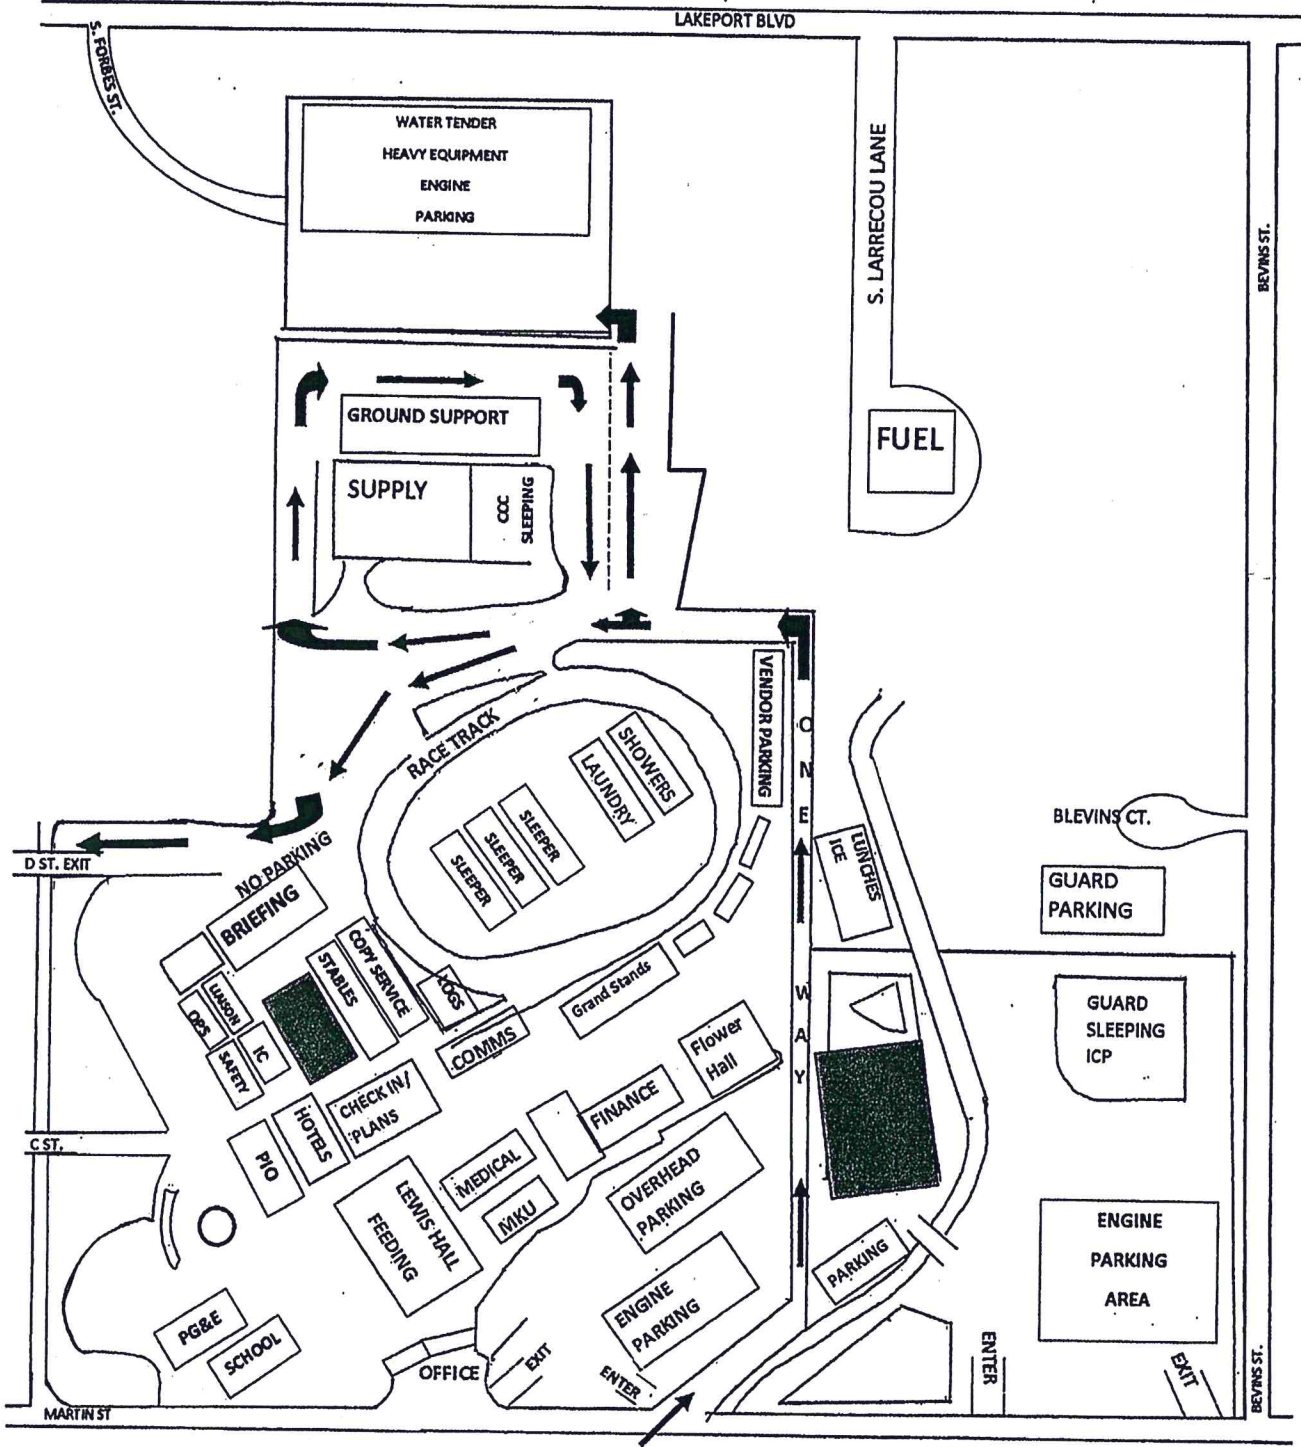 LAKEPORT BLVD
S. FORBES ST.
WATER TENDER
HEAVY EQUIPMENT
ENGINE
PARKING
S. LARRECOU LANE
BEVINS ST.
GROUND SUPPORT
FUEL
SUPPLY
CCC
SLEEPING
VENDOR PARKING
ONE WAY
RACE TRACK
SHOWERS
LAUNDRY
SLEEPER
SLEEPER
SLEEPER
BLEVINS CT.
LUNCHES
ICE
D ST. EXIT
NO PARKING
BRIEFING
GUARD
PARKING
COPY SERVICE
STABLES
LOGS
Grand Stands
LIAISON
OPS
IC
SAFETY
COMMS
Flower
Hall
GUARD
SLEEPING
ICP
CHECK IN/
PLANS
HOTELS
FINANCE
C ST.
PIO
MEDICAL
MKU
OVERHEAD
PARKING
LEWIS HALL
FEEDING
ENGINE
PARKING
AREA
PARKING
ENGINE
PARKING
PG&E
SCHOOL
OFFICE
EXIT
ENTER
ENTER
EXIT
BEVINS ST.
MARTIN ST